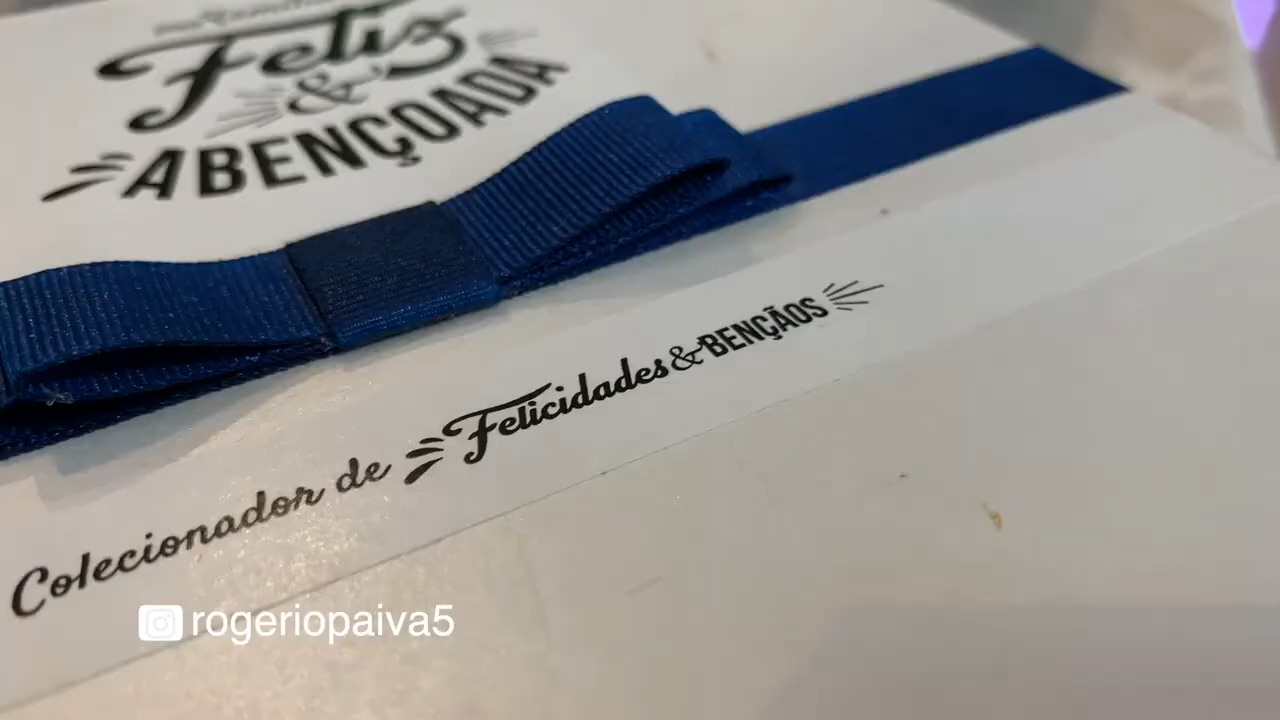 Feliz
&
ABENÇOADA
Colecionador de Felicidades & BENÇÃOS
rogeriopaiva5